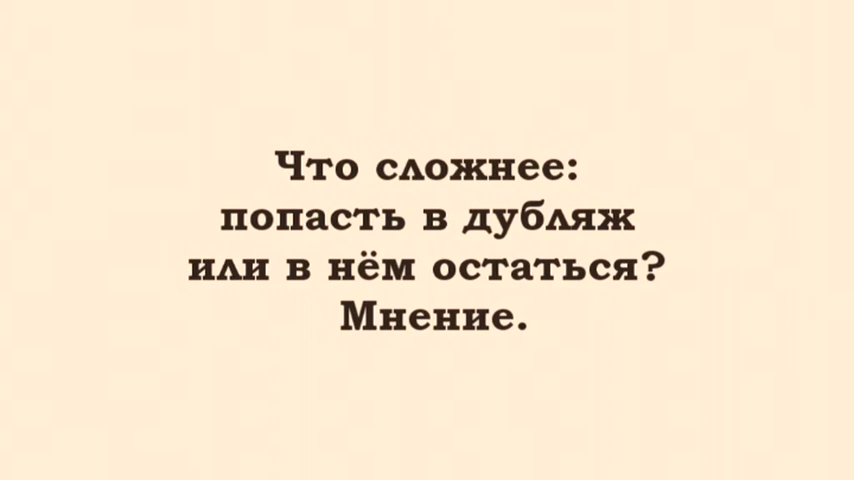 Что сложнее:
попасть в дубляж
или в нём остаться?
Мнение.